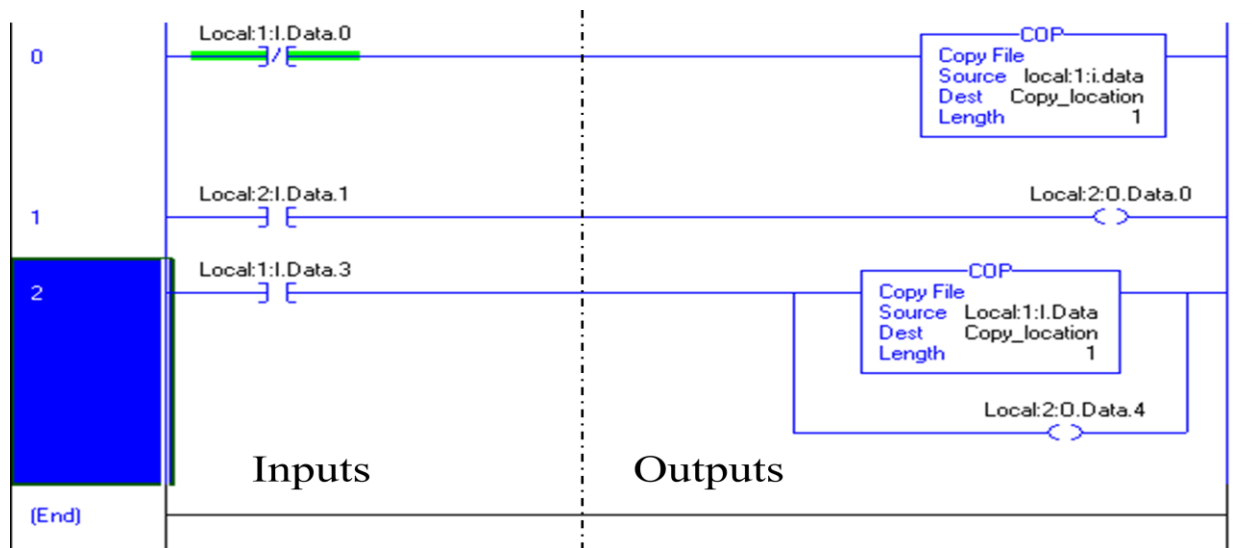 Local:1:I.Data.0
0
COP
Copy File
Source local:1:i.data
Dest Copy_location
Length 1
Local:2:I.Data.1
Local:2:O.Data.0
1
Local:1:I.Data.3
2
COP
Copy File
Source Local:1:I.Data
Dest Copy_location
Length 1
Local:2:O.Data.4
Inputs Outputs
(End)